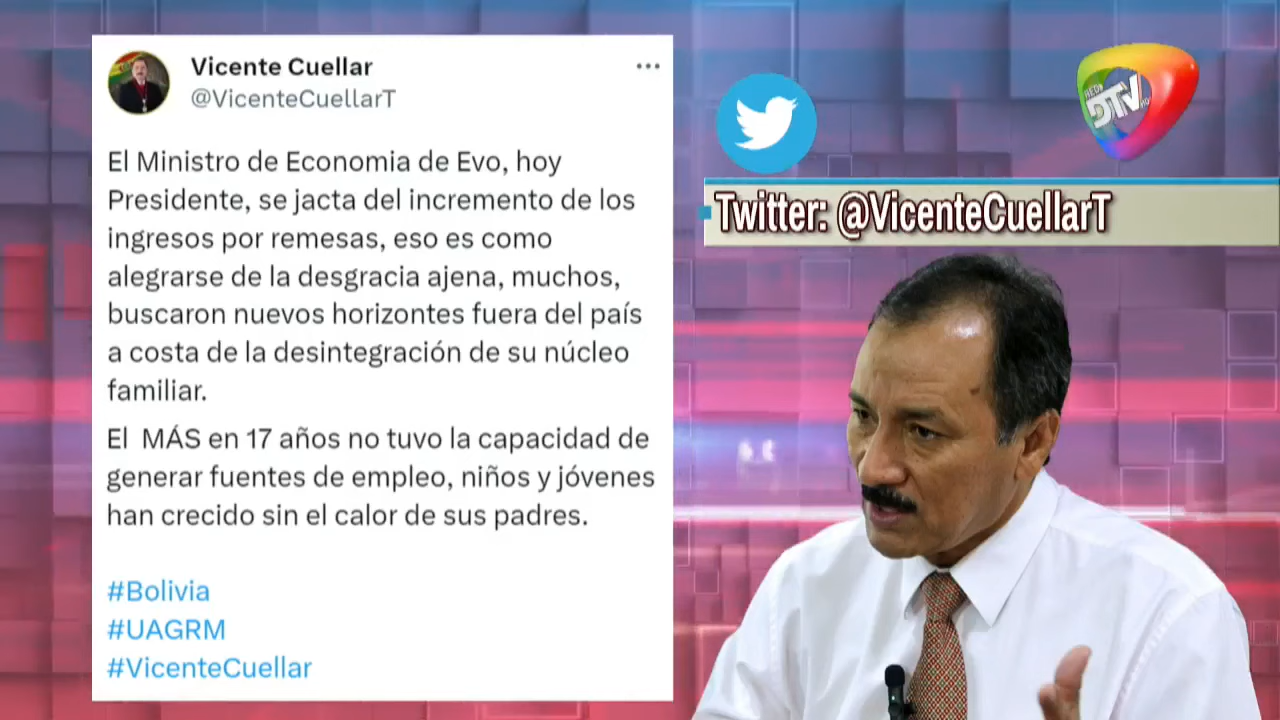 Vicente Cuellar
@VicenteCuellarT
El Ministro de Economia de Evo, hoy
Presidente, se jacta del incremento de los
ingresos por remesas, eso es como
alegrarse de la desgracia ajena, muchos,
buscaron nuevos horizontes fuera del país
a costa de la desintegración de su núcleo
familiar.
El MÁS en 17 años no tuvo la capacidad de
generar fuentes de empleo, niños y jóvenes
han crecido sin el calor de sus padres.
#Bolivia
#UAGRM
#VicenteCuellar
RED
DTV
Twitter: @VicenteCuellarT